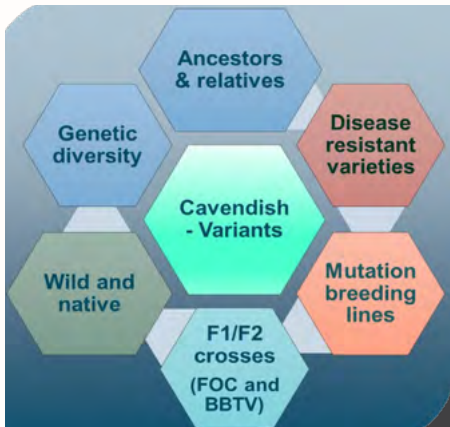 Ancestors
& relatives
Disease
resistant
varieties
Mutation
breeding
lines
F1/F2
crosses
(FOC and
BBTV)
Wild and
native
Genetic
diversity
Cavendish
- Variants